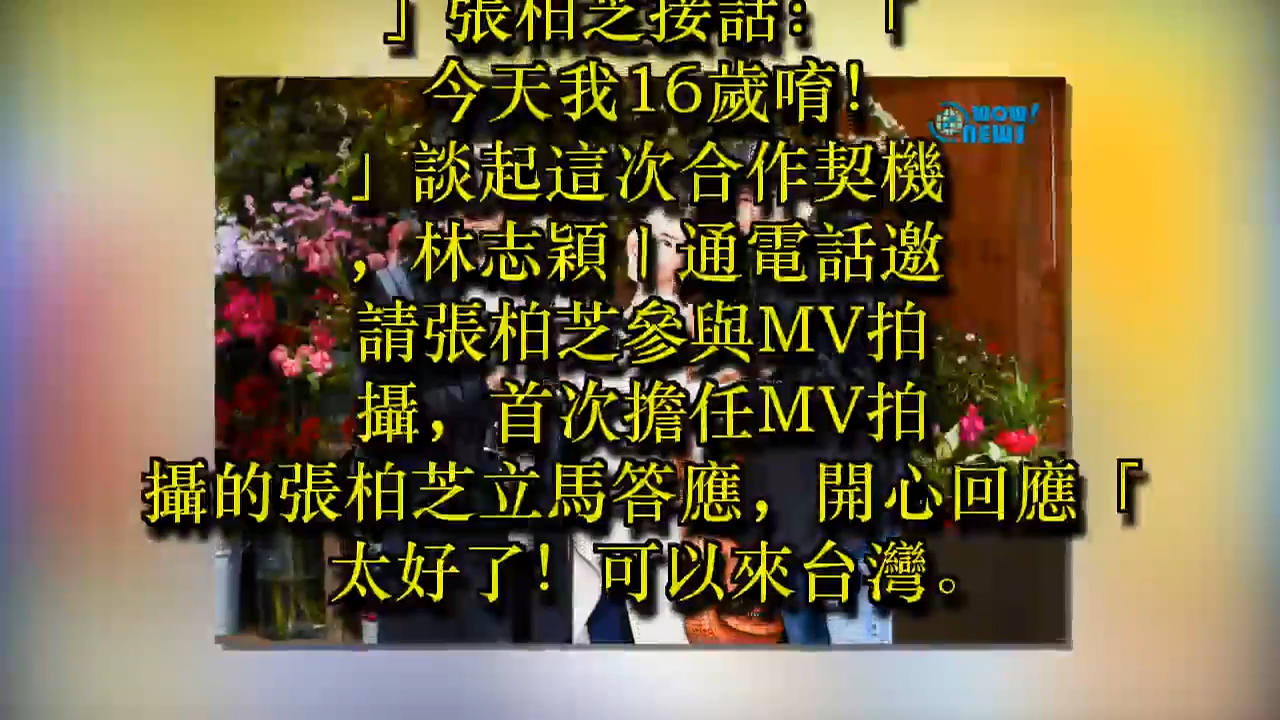 」張柏芝接話：「
今天我16歲唷！
」談起這次合作契機
，林志穎｜通電話邀
請張柏芝參與MV拍
攝，首次擔任MV拍
攝的張柏芝立馬答應，開心回應「
太好了！可以來台灣。
WOW!
NEWS